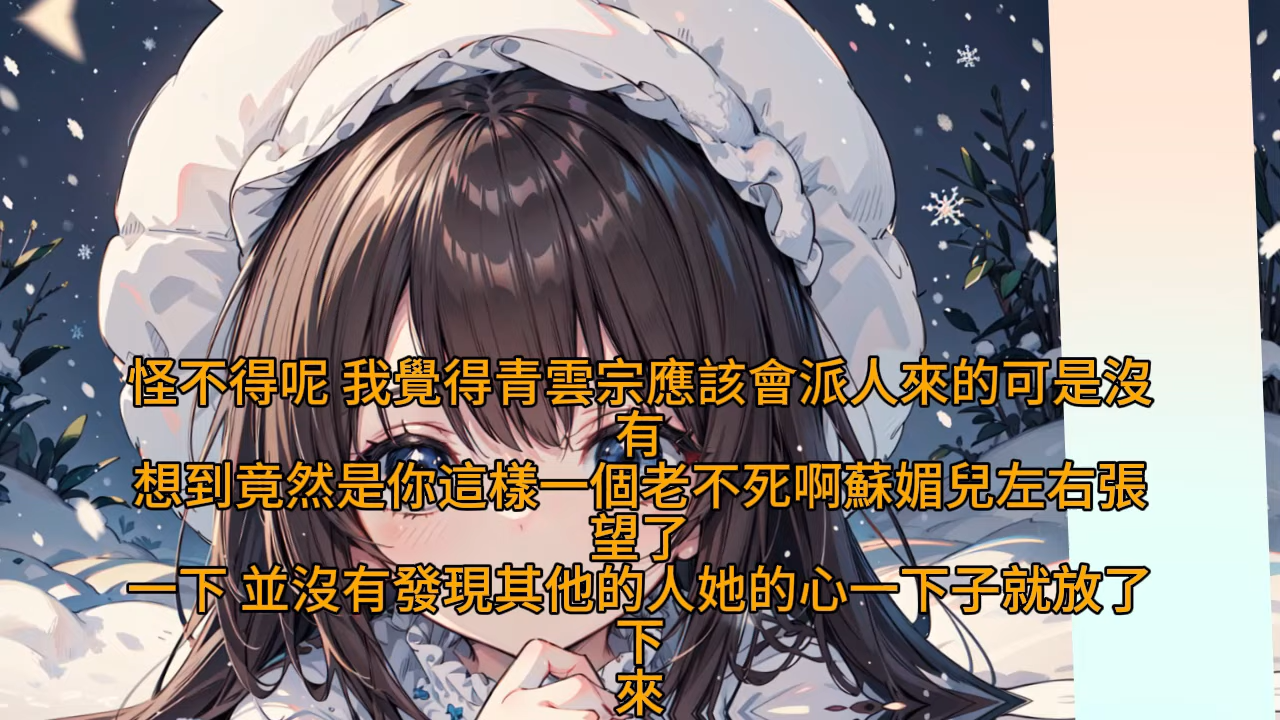 怪不得呢 我覺得青雲宗應該會派人來的可是沒
有
想到竟然是你這樣一個老不死啊蘇媚兒左右張
望了
一下 並沒有發現其他的人她的心一下子就放了
下
來